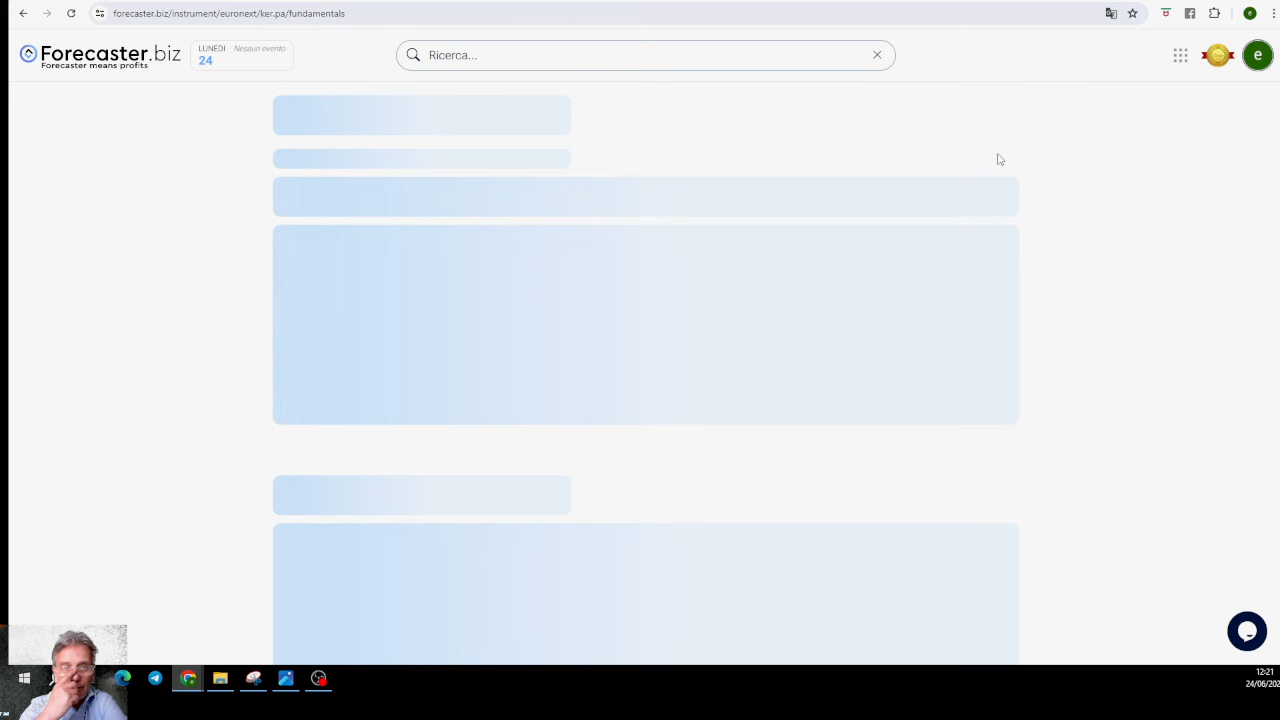 forecaster.biz/instrument/euronext/ker.pa/fundamentals
e
Forecaster.biz
Forecaster means profits
LUNEDÌ
Nessun evento
24
Ricerca...
e
12:21
24/06/202